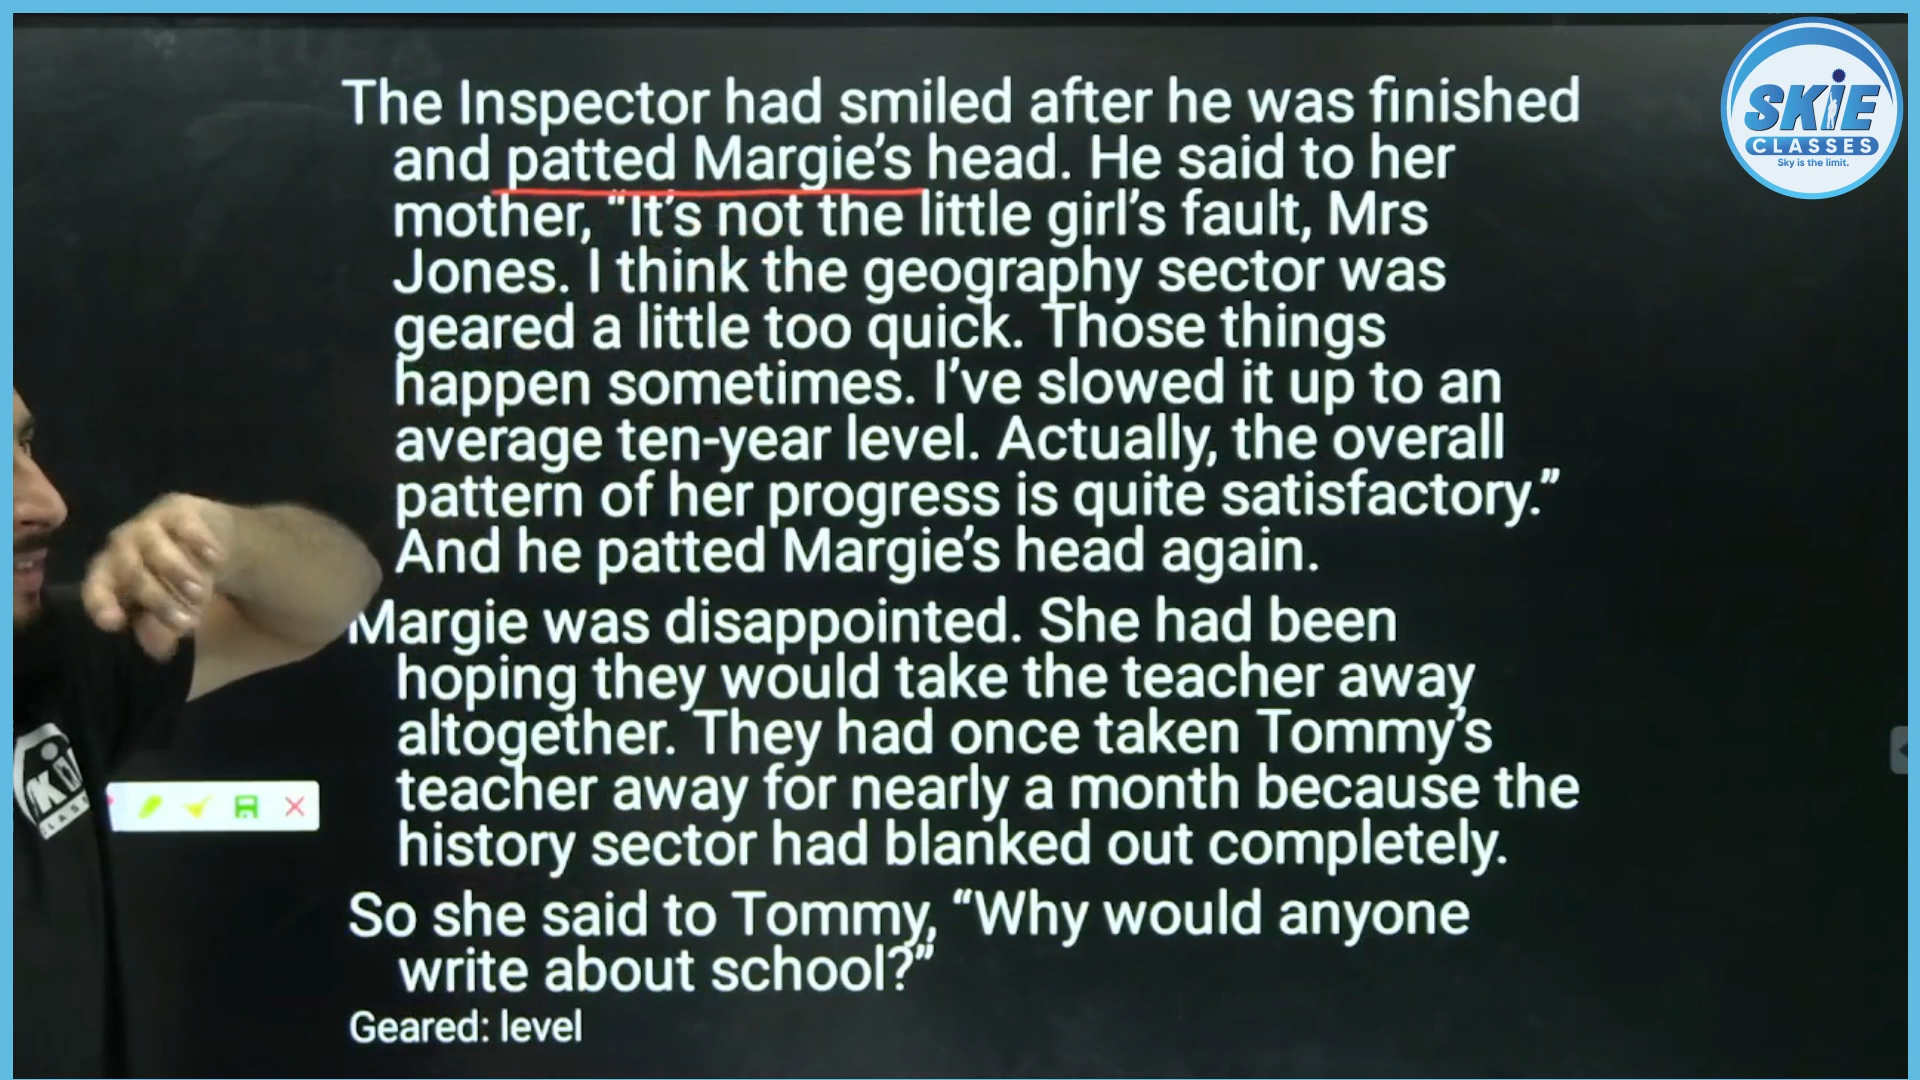 The Inspector had smiled after he was finished
and patted Margie's head. He said to her
mother, “It's not the little girl's fault, Mrs
Jones. I think the geography sector was
geared a little too quick. Those things
happen sometimes. I've slowed it up to an
average ten-year level. Actually, the overall
pattern of her progress is quite satisfactory.”
And he patted Margie's head again.
Margie was disappointed. She had been
hoping they would take the teacher away
altogether. They had once taken Tommy's
teacher away for nearly a month because the
history sector had blanked out completely.
So she said to Tommy, “Why would anyone
write about school?”
Geared: level
SKIE
CLASSES
Sky is the limit.